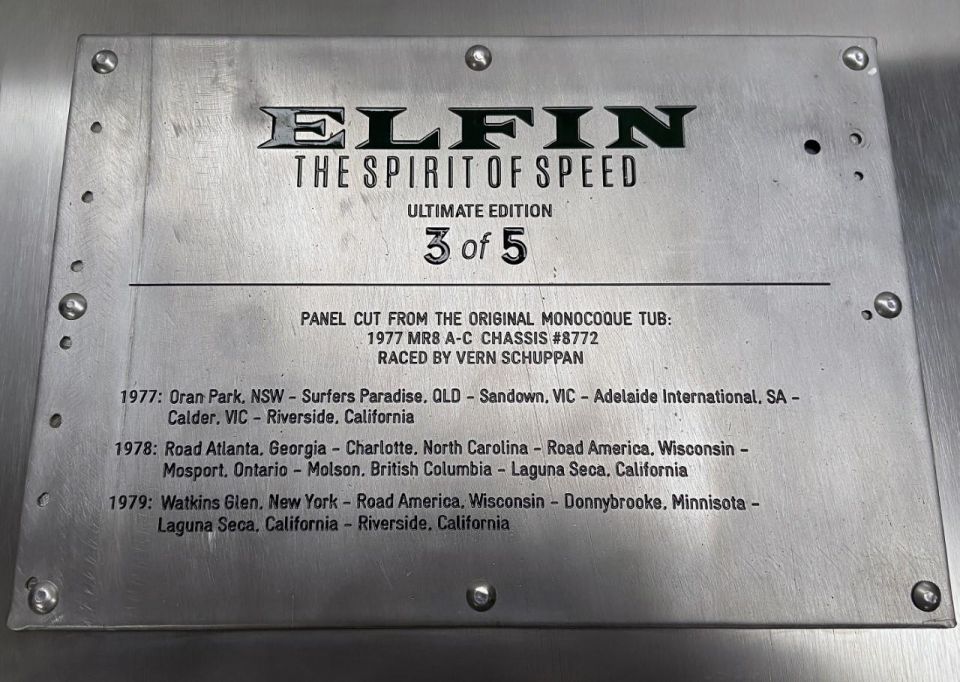 ELFIN
THE SPIRIT OF SPEED
ULTIMATE EDITION
3 of 5
PANEL CUT FROM THE ORIGINAL MONOCOQUE TUB:
1977 MR8 A-C CHASSIS #8772
RACED BY VERN SCHUPPAN
1977: Oran Park, NSW – Surfers Paradise, QLD – Sandown, VIC – Adelaide International, SA –
Calder, VIC – Riverside, California
1978: Road Atlanta, Georgia – Charlotte, North Carolina – Road America, Wisconsin –
Mosport, Ontario – Molson, British Columbia – Laguna Seca, California
1979: Watkins Glen, New York – Road America, Wisconsin – Donnybrooke, Minnisota –
Laguna Seca, California – Riverside, California